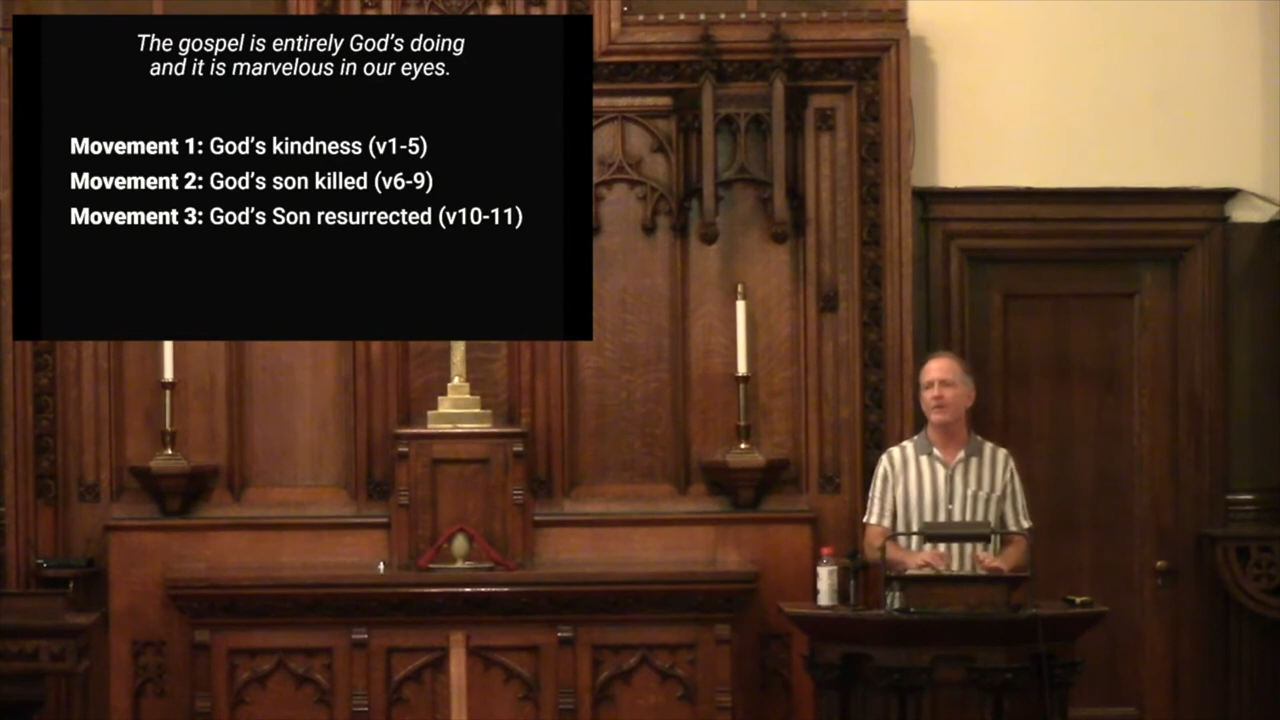 The gospel is entirely God's doing
and it is marvelous in our eyes.
Movement 1: God's kindness (v1-5)
Movement 2: God's son killed (v6-9)
Movement 3: God's Son resurrected (v10-11)